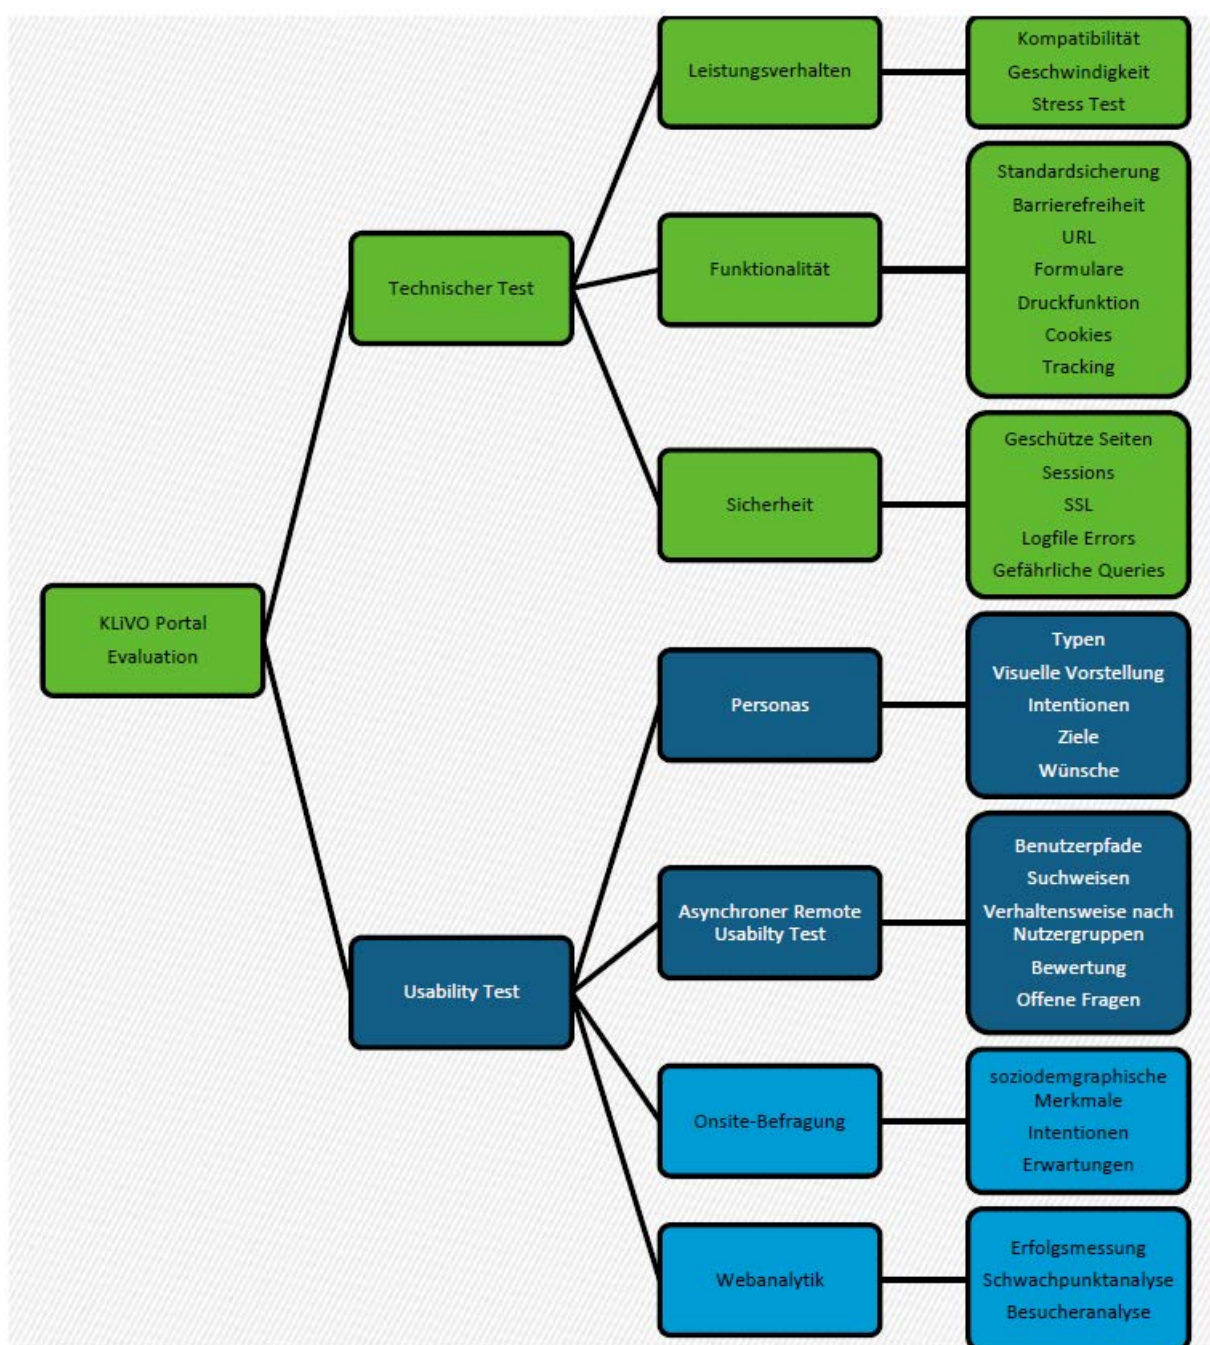 Leistungsverhalten
Kompatibilität
Geschwindigkeit
Stress Test
Technischer Test
Funktionalität
Standardsicherung
Barrierefreiheit
URL
Formulare
Druckfunktion
Cookies
Tracking
Sicherheit
Geschütze Seiten
Sessions
SSL
Logfile Errors
Gefährliche Queries
KLiVO Portal
Evaluation
Personas
Typen
Visuelle Vorstellung
Intentionen
Ziele
Wünsche
Usability Test
Asynchroner Remote
Usabilty Test
Benutzerpfade
Suchweisen
Verhaltensweise nach
Nutzergruppen
Bewertung
Offene Fragen
Onsite-Befragung
soziodemgraphische
Merkmale
Intentionen
Erwartungen
Webanalytik
Erfolgsmessung
Schwachpunktanalyse
Besucheranalyse